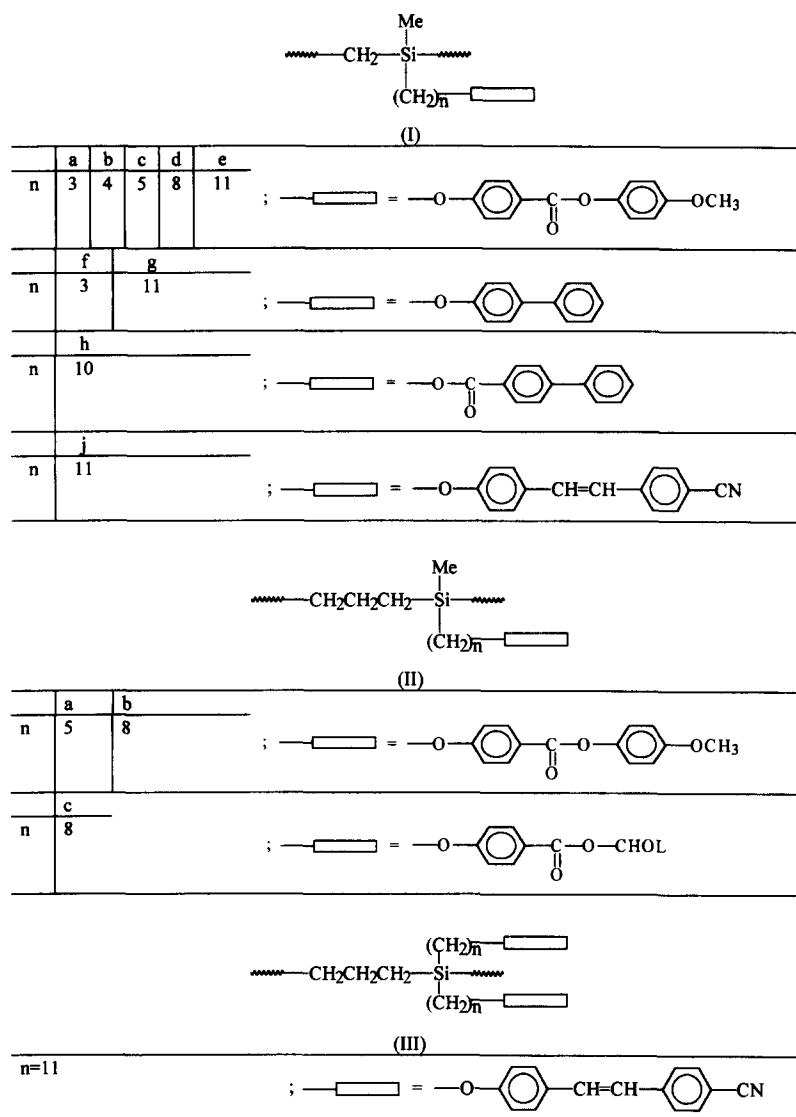 Me
CH₂—Si
(CH₂)n
(I)
a b c d e
n 3 4 5 8 11 ; = —O— —C—O— —OCH₃
O
f g
n 3 11 ; = —O—
h
n 10 ; = —O—C—
O
j
n 11 ; = —O— —CH=CH— —CN
Me
CH₂CH₂CH₂—Si
(CH₂)n
(II)
a b
n 5 8 ; = —O— —C—O— —OCH₃
O
c
n 8 ; = —O— —C—O—CHOL
O
(CH₂)n
CH₂CH₂CH₂—Si
(CH₂)n
(III)
n=11 ; = —O— —CH=CH— —CN